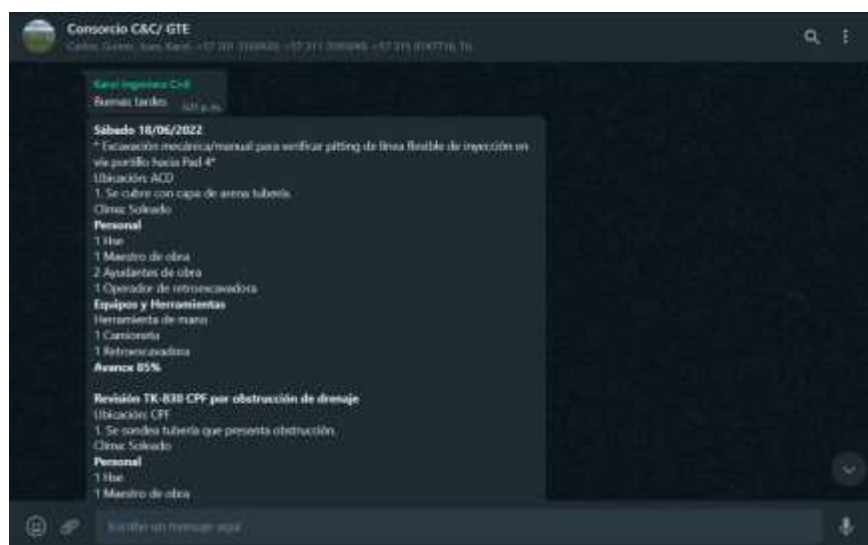 Consorcio C&C/ GTE
Karol Ingeniera Civil
Buenas tardes
Sábado 18/06/2022
* Excavación mecánica/manual para verificar pitting de línea flexible de inyección en
vía portillo hacia Pad 4*
Ubicación: ACD
1. Se cubre con capa de arena tubería.
Clima: Soleado
Personal
1 Hse
1 Maestro de obra
2 Ayudantes de obra
1 Operador de retroexcavadora
Equipos y Herramientas
Herramienta de mano
1 Camioneta
1 Retroexcavadora
Avance 85%
Revisión TK-830 CPF por obstrucción de drenaje
Ubicación: CPF
1. Se sondea tubería que presenta obstrucción.
Clima: Soleado
Personal
1 Hse
1 Maestro de obra
Escribe un mensaje aquí